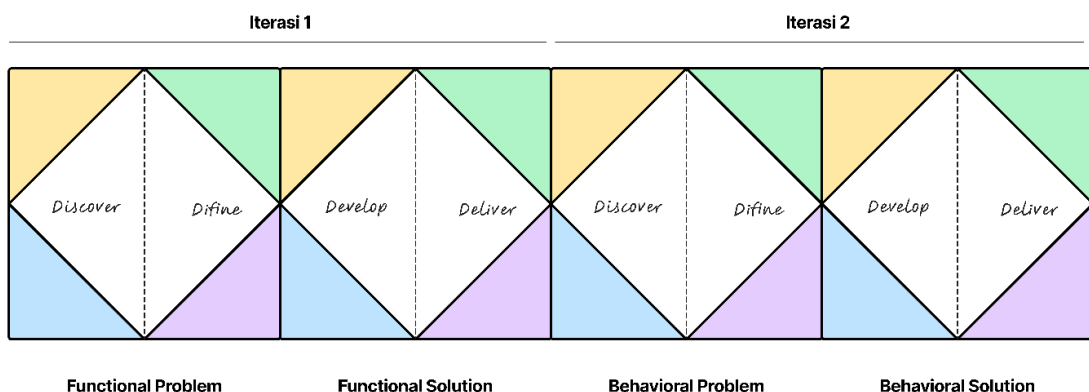 Iterasi 1
Iterasi 2
Discover
Difine
Develop
Deliver
Discover
Difine
Develop
Deliver
Functional Problem
Functional Solution
Behavioral Problem
Behavioral Solution